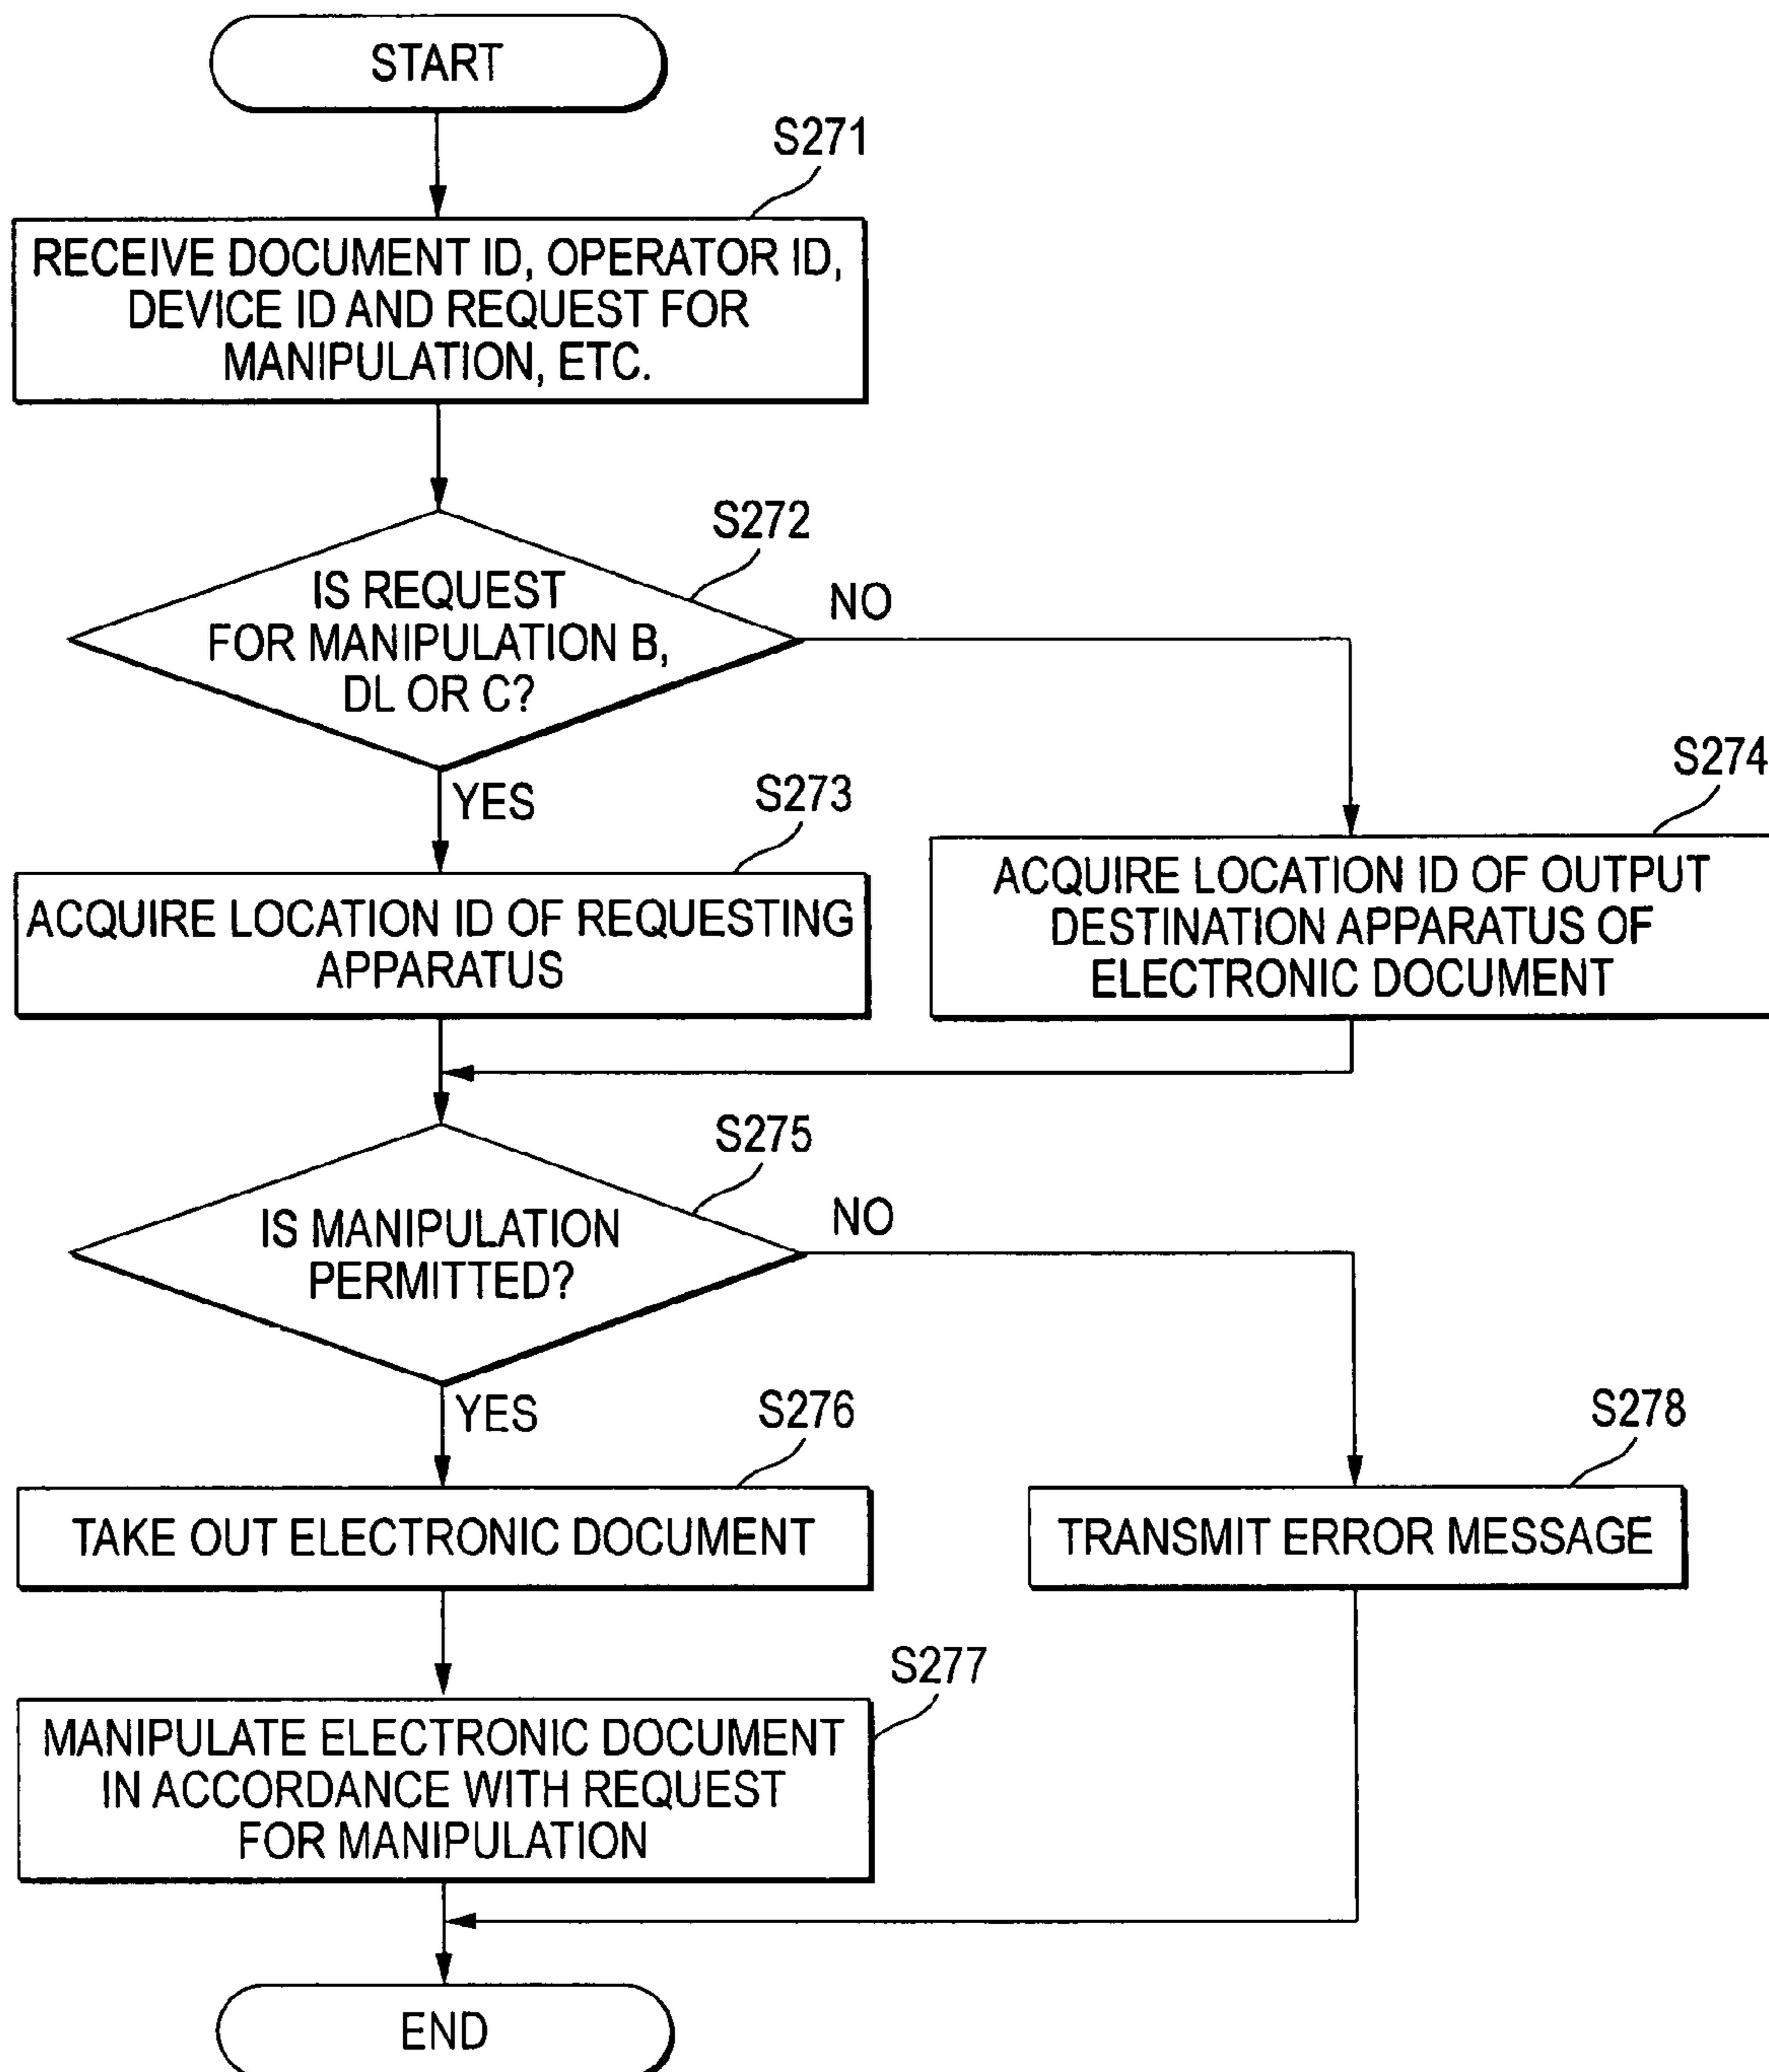 START
S271
RECEIVE DOCUMENT ID, OPERATOR ID,
DEVICE ID AND REQUEST FOR
MANIPULATION, ETC.
S272
IS REQUEST
FOR MANIPULATION B,
DL OR C?
NO
YES
S273
ACQUIRE LOCATION ID OF REQUESTING
APPARATUS
S274
ACQUIRE LOCATION ID OF OUTPUT
DESTINATION APPARATUS OF
ELECTRONIC DOCUMENT
S275
IS MANIPULATION
PERMITTED?
NO
YES
S276
TAKE OUT ELECTRONIC DOCUMENT
S278
TRANSMIT ERROR MESSAGE
S277
MANIPULATE ELECTRONIC DOCUMENT
IN ACCORDANCE WITH REQUEST
FOR MANIPULATION
END